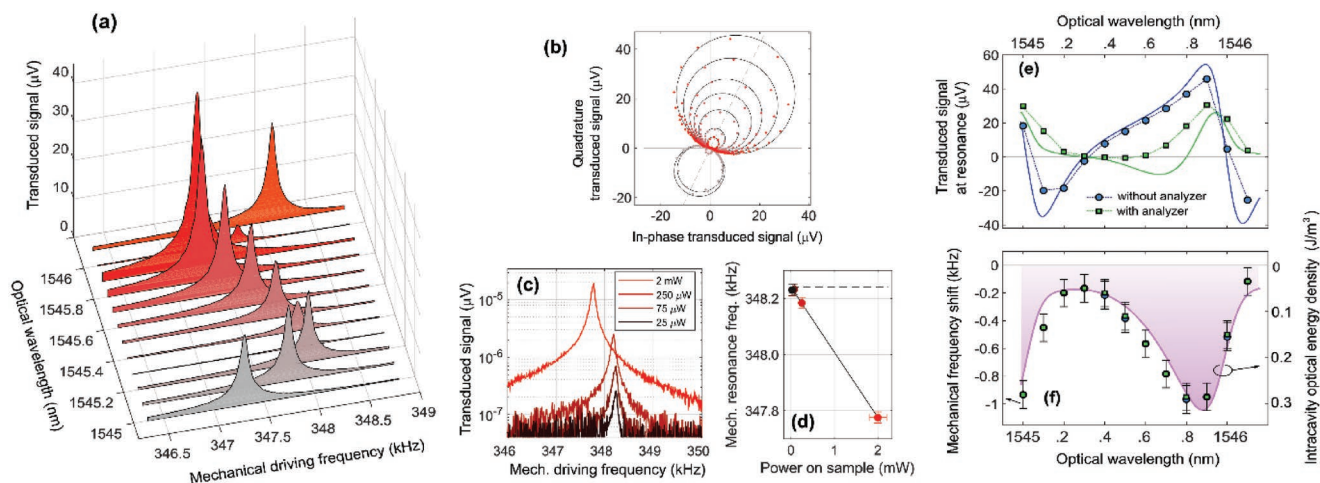 (a)
Transduced signal (µV)
40
30
20
10
0
1546
1545.8
1545.6
1545.4
1545.2
1545
Optical wavelength (nm)
346.5
347
347.5
348
348.5
349
Mechanical driving frequency (kHz)
(b)
Quadrature
transduced signal (µV)
40
20
0
-20
-20
0
20
40
In-phase transduced signal (µV)
(c)
Transduced signal (µV)
10⁻⁵
10⁻⁶
10⁻⁷
2 mW
250 µW
75 µW
25 µW
346
348
350
Mech. driving frequency (kHz)
(d)
Mech. resonance freq. (kHz)
348.2
348.0
347.8
0
1
2
Power on sample (mW)
Optical wavelength (nm)
1545 .2 .4 .6 .8 1546
(e)
Transduced signal
at resonance (µV)
60
40
20
0
-20
-40
60
without analyzer
with analyzer
(f)
Mechanical frequency shift (kHz)
0
-0.2
-0.4
-0.6
-0.8
-1
Intracavity optical energy density (J/m³)
0
0.1
0.2
0.3
1545 .2 .4 .6 .8 1546
Optical wavelength (nm)